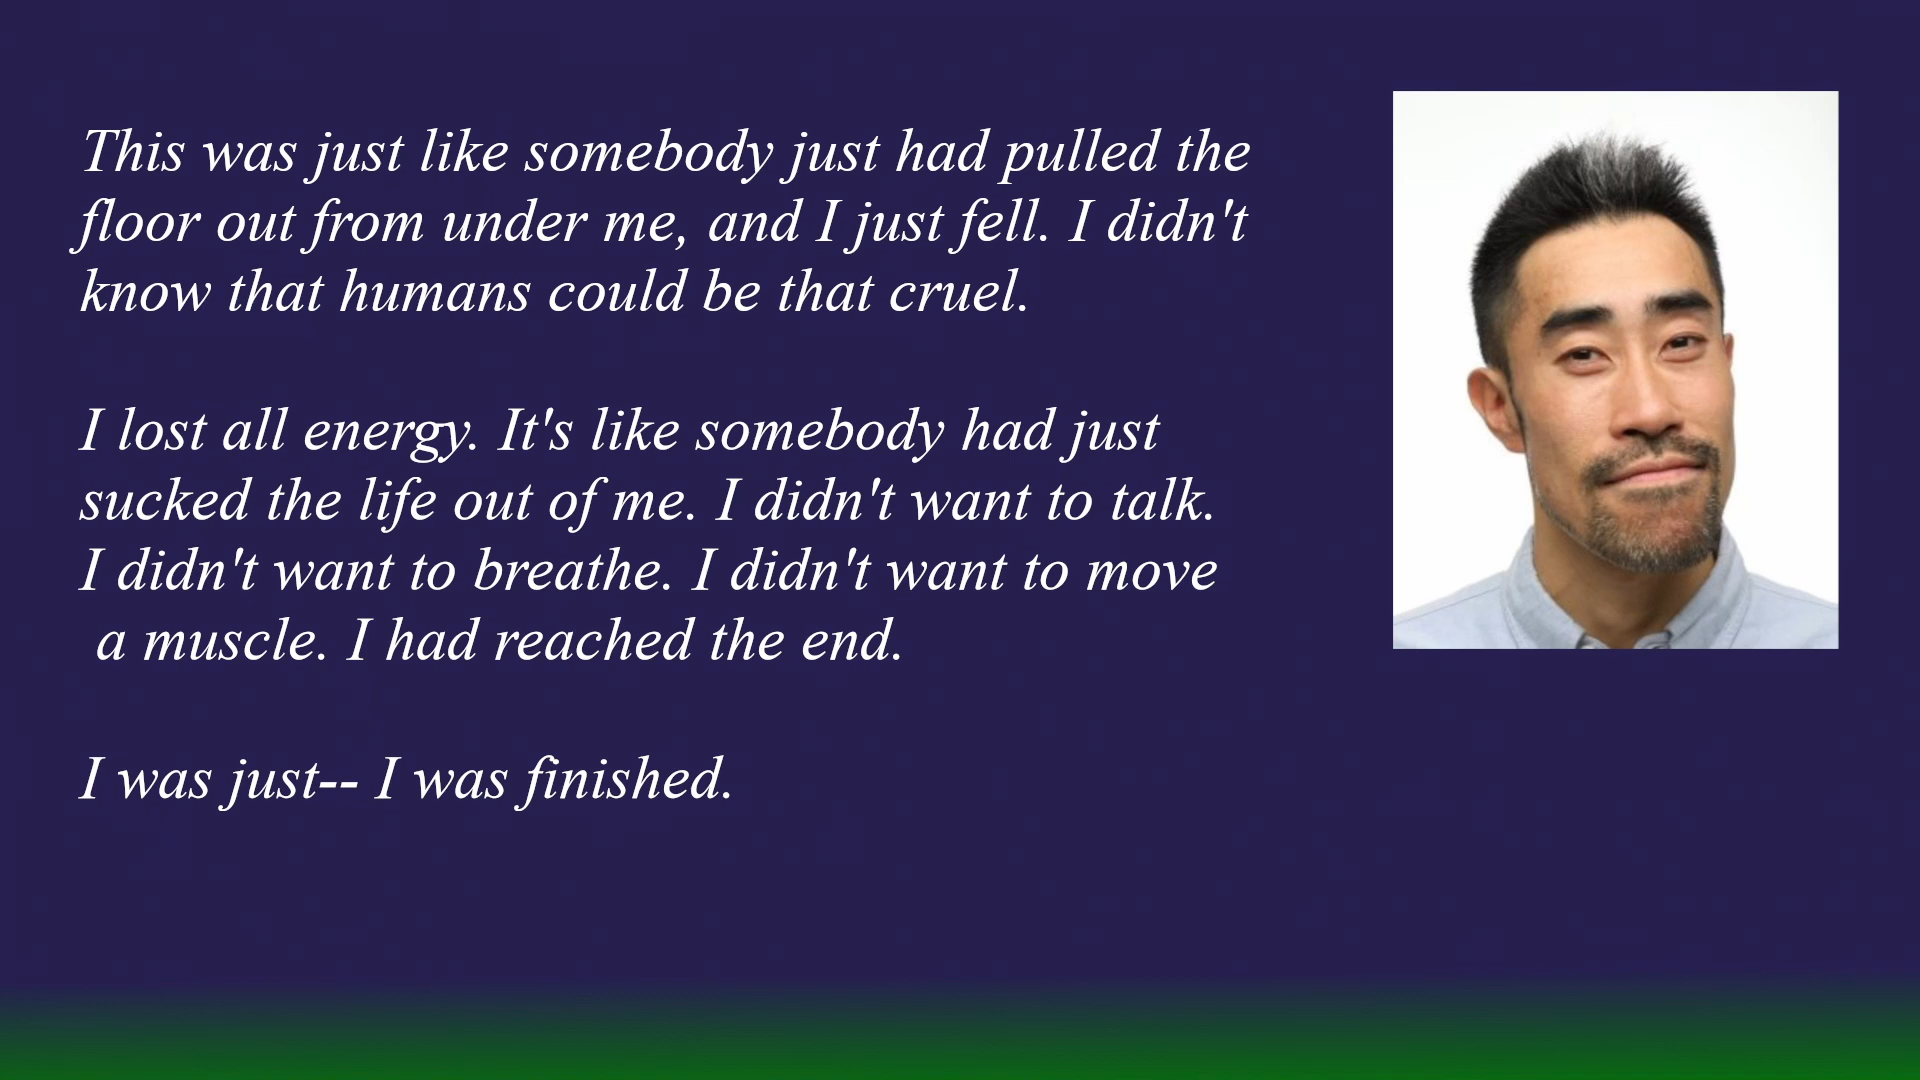 This was just like somebody just had pulled the
floor out from under me, and I just fell. I didn't
know that humans could be that cruel.
I lost all energy. It's like somebody had just
sucked the life out of me. I didn't want to talk.
I didn't want to breathe. I didn't want to move
a muscle. I had reached the end.
I was just-- I was finished.